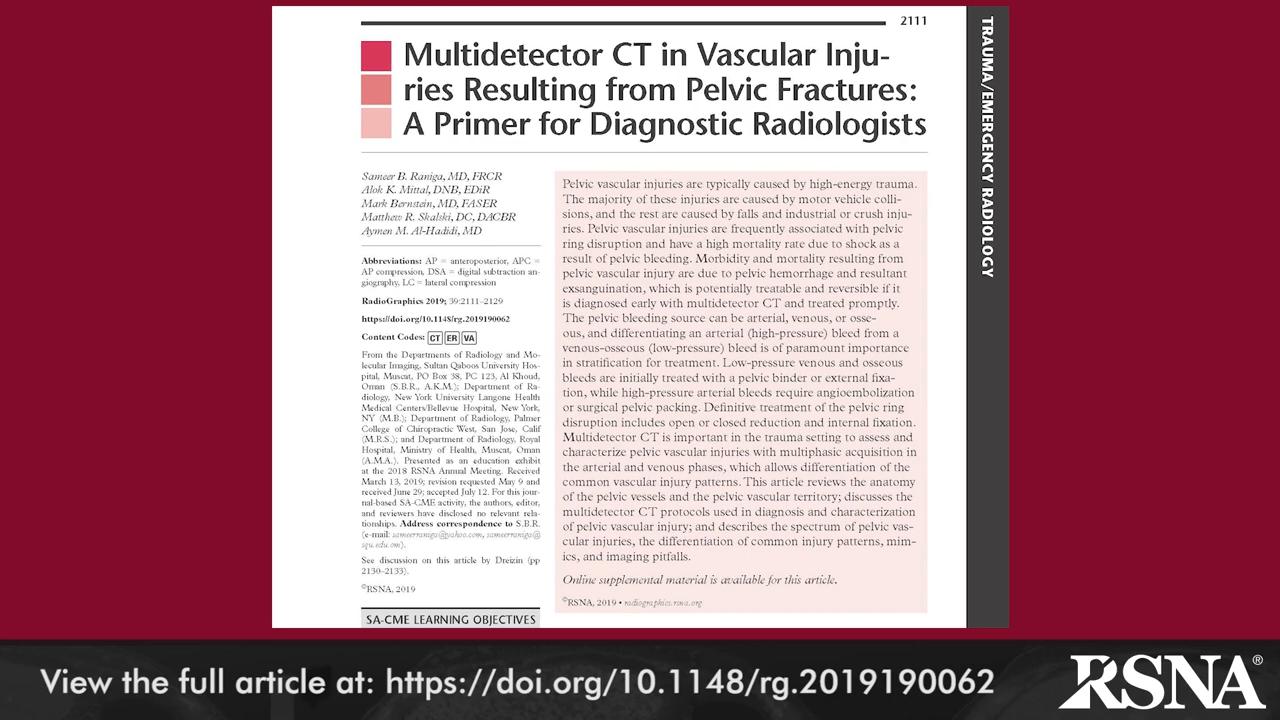 2111
TRAUMA/EMERGENCY RADIOLOGY
Multidetector CT in Vascular Inju-
ries Resulting from Pelvic Fractures:
A Primer for Diagnostic Radiologists
Sameer B. Raniga, MD, FRCR
Alok K. Mittal, DNB, EDiR
Mark Bernstein, MD, FASER
Matthew R. Skalski, DC, DACBR
Aymen M. Al-Hadidi, MD
Abbreviations: AP = anteroposterior, APC =
AP compression, DSA = digital subtraction an-
giography, LC = lateral compression
RadioGraphics 2019; 39:2111–2129
https://doi.org/10.1148/rg.2019190062
Content Codes: CT ER VA
From the Departments of Radiology and Mo-
lecular Imaging, Sultan Qaboos University Hos-
pital, Muscat, PO Box 38, PC 123, Al Khoud,
Oman (S.B.R., A.K.M.); Department of Ra-
diology, New York University Langone Health
Medical Centers/Bellevue Hospital, New York,
NY (M.B.); Department of Radiology, Palmer
College of Chiropractic West, San Jose, Calif
(M.R.S.); and Department of Radiology, Royal
Hospital, Ministry of Health, Muscat, Oman
(A.M.A.). Presented as an education exhibit
at the 2018 RSNA Annual Meeting. Received
March 13, 2019; revision requested May 9 and
received June 29; accepted July 12. For this jour-
nal-based SA-CME activity, the authors, editor,
and reviewers have disclosed no relevant rela-
tionships. Address correspondence to S.B.R.
(e-mail: sameerraniga@yahoo.com, sameerraniga@
squ.edu.om).
See discussion on this article by Dreizin (pp
2130–2133).
©RSNA, 2019
SA-CME LEARNING OBJECTIVES
Pelvic vascular injuries are typically caused by high-energy trauma.
The majority of these injuries are caused by motor vehicle colli-
sions, and the rest are caused by falls and industrial or crush inju-
ries. Pelvic vascular injuries are frequently associated with pelvic
ring disruption and have a high mortality rate due to shock as a
result of pelvic bleeding. Morbidity and mortality resulting from
pelvic vascular injury are due to pelvic hemorrhage and resultant
exsanguination, which is potentially treatable and reversible if it
is diagnosed early with multidetector CT and treated promptly.
The pelvic bleeding source can be arterial, venous, or osse-
ous, and differentiating an arterial (high-pressure) bleed from a
venous-osseous (low-pressure) bleed is of paramount importance
in stratification for treatment. Low-pressure venous and osseous
bleeds are initially treated with a pelvic binder or external fixa-
tion, while high-pressure arterial bleeds require angioembolization
or surgical pelvic packing. Definitive treatment of the pelvic ring
disruption includes open or closed reduction and internal fixation.
Multidetector CT is important in the trauma setting to assess and
characterize pelvic vascular injuries with multiphasic acquisition in
the arterial and venous phases, which allows differentiation of the
common vascular injury patterns. This article reviews the anatomy
of the pelvic vessels and the pelvic vascular territory; discusses the
multidetector CT protocols used in diagnosis and characterization
of pelvic vascular injury; and describes the spectrum of pelvic vas-
cular injuries, the differentiation of common injury patterns, mim-
ics, and imaging pitfalls.
Online supplemental material is available for this article.
©RSNA, 2019 • radiographics.rsna.org
View the full article at: https://doi.org/10.1148/rg.2019190062
RSNA®